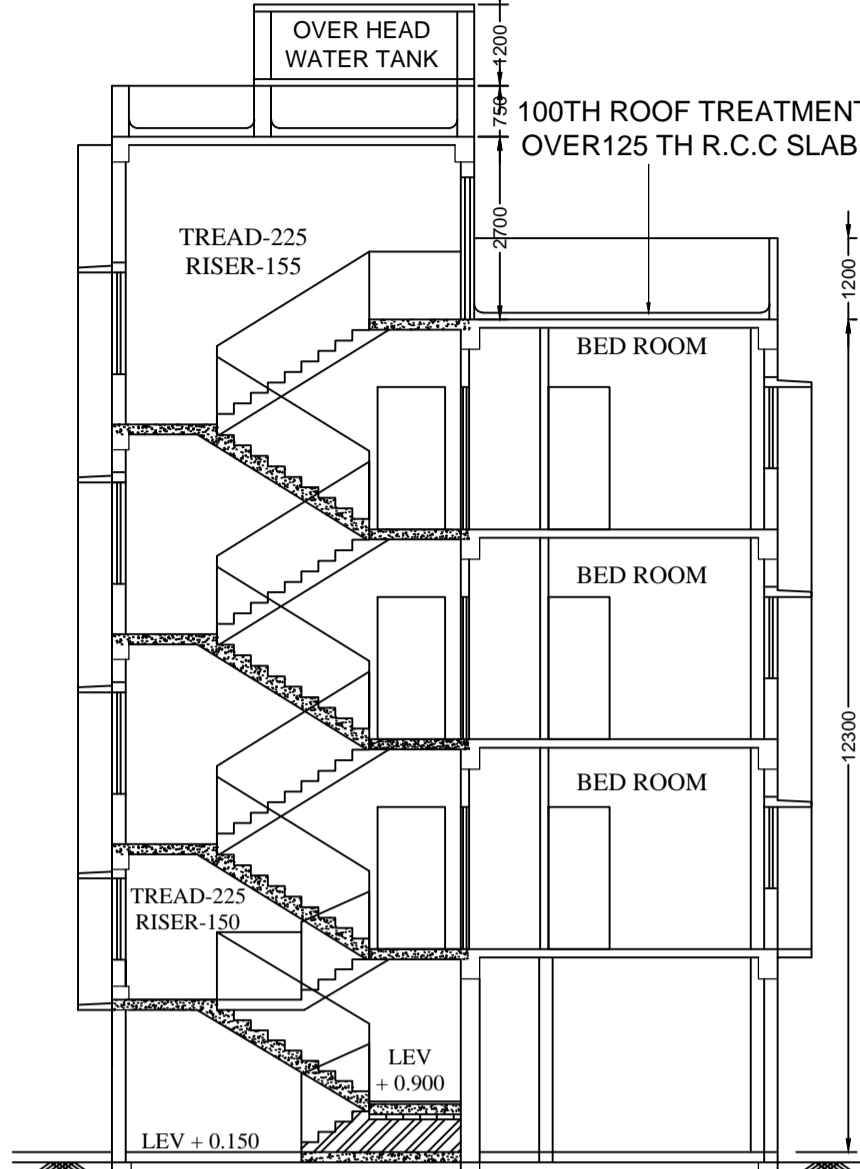 OVER HEAD
WATER TANK
1200
750
100TH ROOF TREATMENT
OVER125 TH R.C.C SLAB
2700
TREAD-225
RISER-155
1200
BED ROOM
BED ROOM
12300
BED ROOM
TREAD-225
RISER-150
LEV
+ 0.900
LEV + 0.150